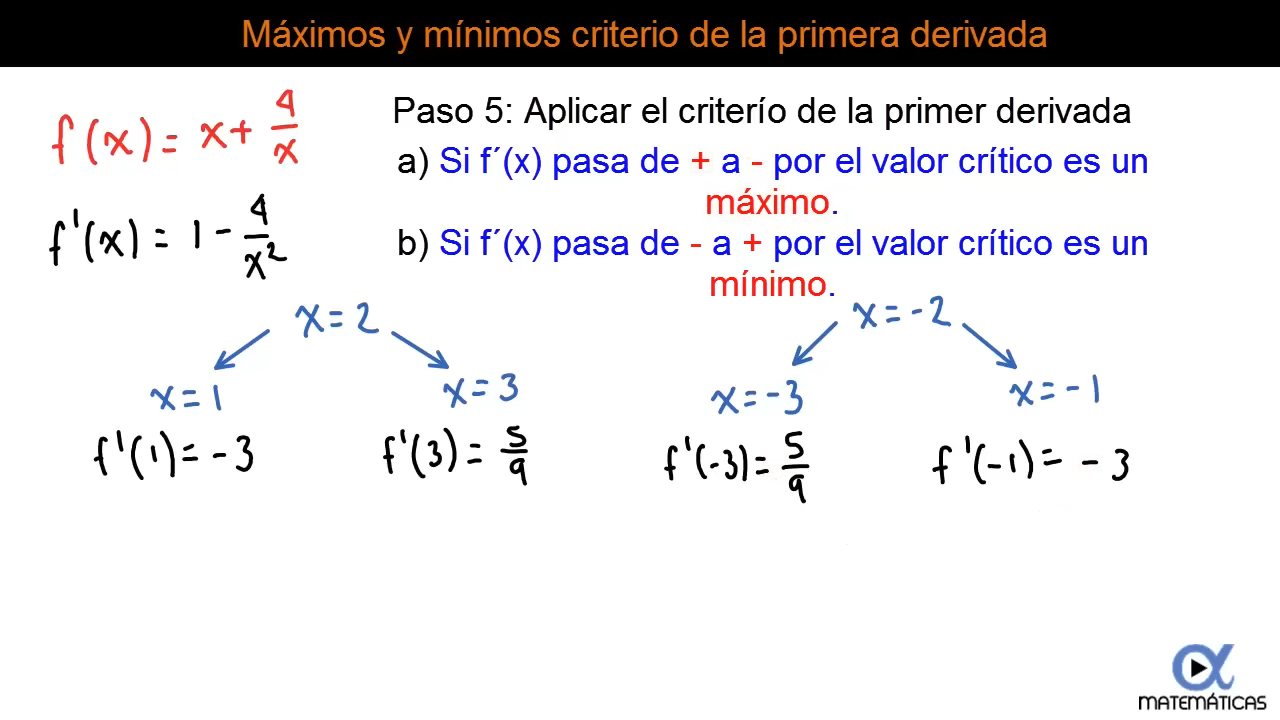 Máximos y mínimos criterio de la primera derivada
f(x) = x + 4/x
f'(x) = 1 - 4/x²
Paso 5: Aplicar el criterío de la primer derivada
a) Si f´(x) pasa de + a - por el valor crítico es un
máximo.
b) Si f´(x) pasa de - a + por el valor crítico es un
mínimo.
x = 2
x = 1
x = 3
f'(1) = -3
f'(3) = 5/9
x = -2
x = -3
x = -1
f'(-3) = 5/9
f'(-1) = -3
MATEMÁTICAS